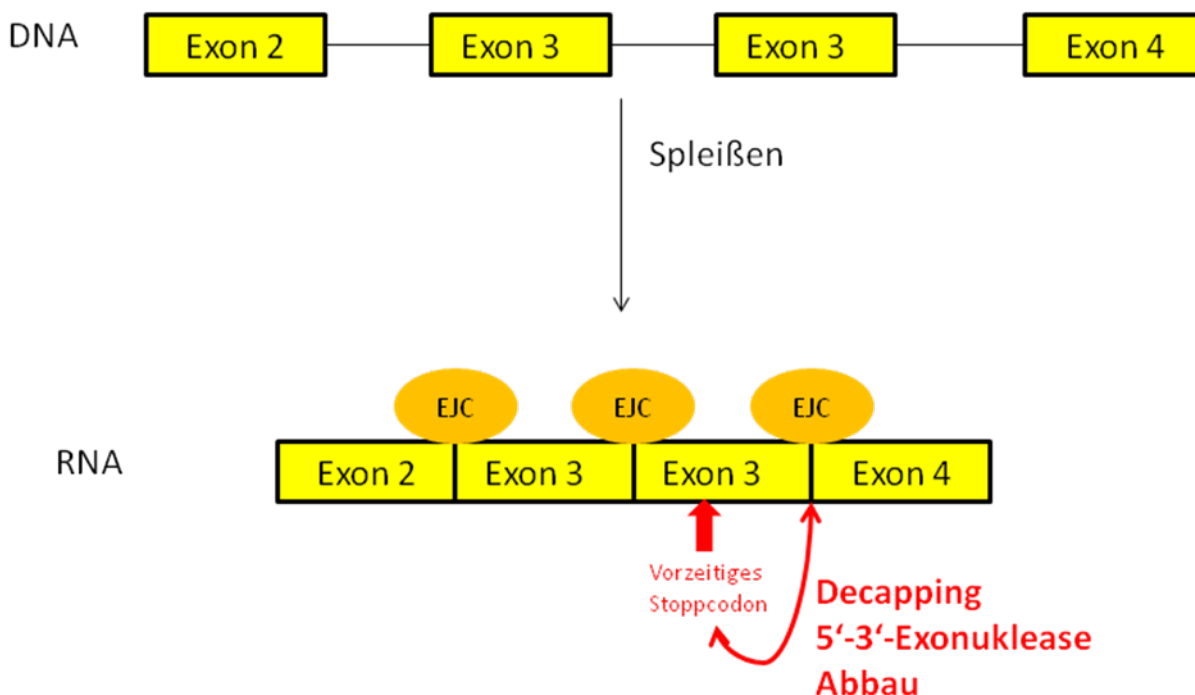 DNA
Exon 2
Exon 3
Exon 3
Exon 4
Spleißen
EJC
EJC
EJC
RNA
Exon 2
Exon 3
Exon 3
Exon 4
Vorzeitiges
Stoppcodon
Decapping
5‘-3‘-Exonuklease
Abbau